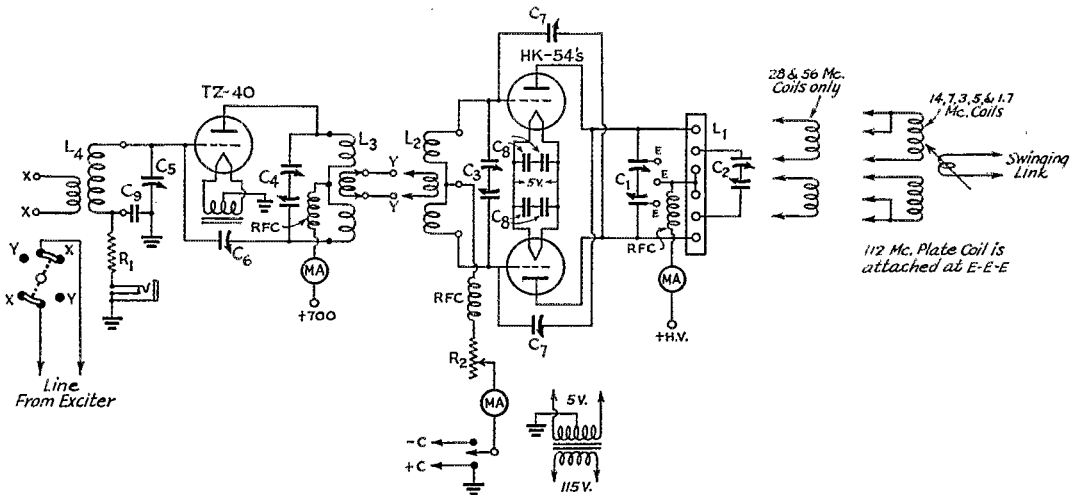 C7
HK-54's
TZ-40
28 & 56 Mc.
Coils only
14, 7, 3,5, & 1.7
Mc. Coils
L4
L3
L2
L1
X
X
C5
C9
C4
Y
Y
C8
5V.
C8
C3
C1
E
E
E
C2
Swinging
Link
RFC
C6
R1
RFC
RFC
112 Mc. Plate Coil is
attached at E-E-E
Y
X
X
Y
MA
MA
+700
+H.V.
C7
R2
MA
Line
From Exciter
5V.
-C
+C
115V.